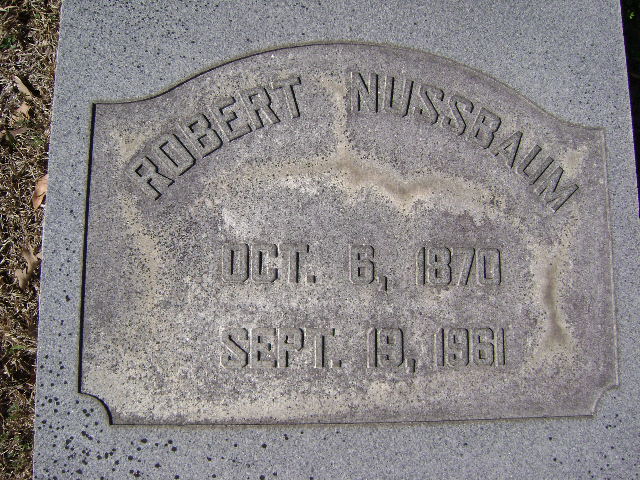 ROBERT NUSSBAUM
OCT. 6, 1870
SEPT. 19, 1961